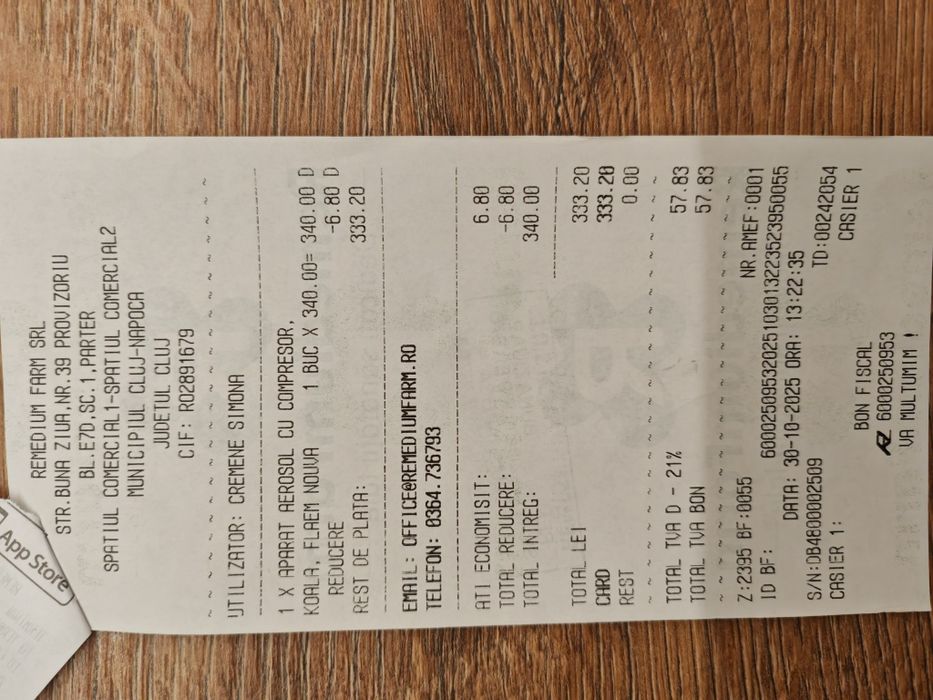 REMEDIUM FARM SRL
STR.BUNA ZIUA,NR.39 PROVIZORIU
BL.E7D,SC.1,PARTER
SPATIUL COMERCIAL1-SPATIUL COMERCIAL2
MUNICIPIUL CLUJ-NAPOCA
JUDETUL CLUJ
CIF: RO2891679
UTILIZATOR: CREMENE SIMONA
1 X APARAT AEROSOL CU COMPRESOR,
KOALA, FLAEM NOUVA 1 BUC X 340.00= 340.00 D
REDUCERE -6.80 D
REST DE PLATA: 333.20
EMAIL: OFFICE@REMEDIUMFARM.RO
TELEFON: 0364.736793
ATI ECONOMISIT: 6.80
TOTAL REDUCERE: -6.80
TOTAL INTREG: 340.00
TOTAL LEI 333.20
CARD 333.20
REST 0.00
TOTAL TVA D - 21% 57.83
TOTAL TVA BON 57.83
Z:2395 BF:0055 NR.AMEF:0001
ID BF: 60002509532025103013223523950055
DATA: 30-10-2025 ORA: 13:22:35
S/N:DB4800002509 TD:00242054
CASIER 1: CASIER 1
BON FISCAL
6000250953
VA MULTUMIM !
App Store